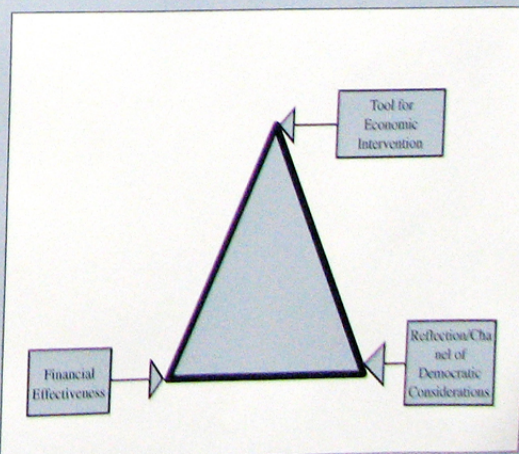 Tool for
Economic
Intervention
Financial
Effectiveness
Reflection/Cha
nel of
Democratic
Considerations